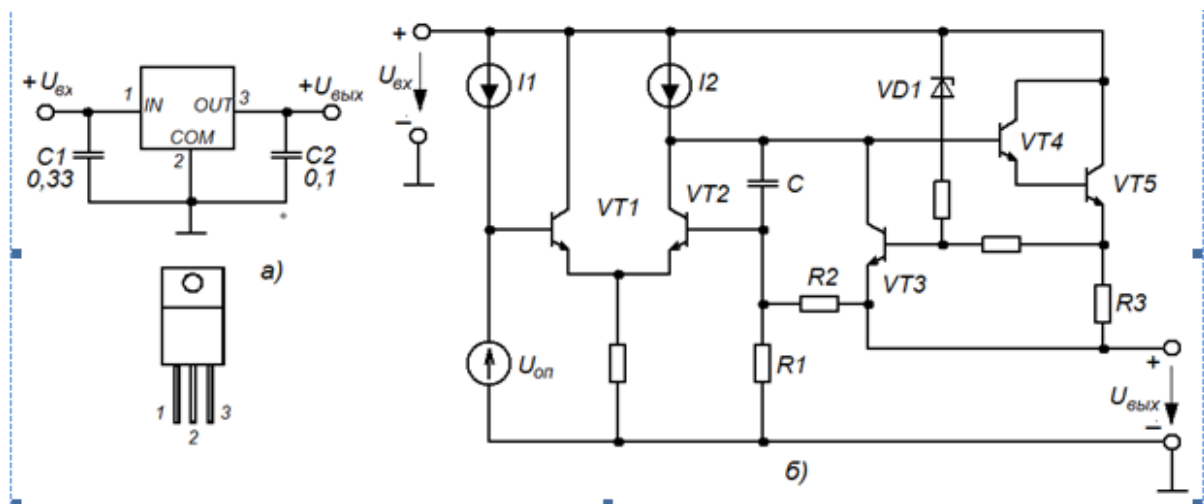 +Uвх
1
IN
OUT
3
+Uвых
COM
2
C1
0,33
C2
0,1
а)
1
2
3
+
Uвх
–
I1
I2
VD1
VT4
VT5
VT1
VT2
C
VT3
R2
R3
Uоп
R1
+
Uвых
–
б)